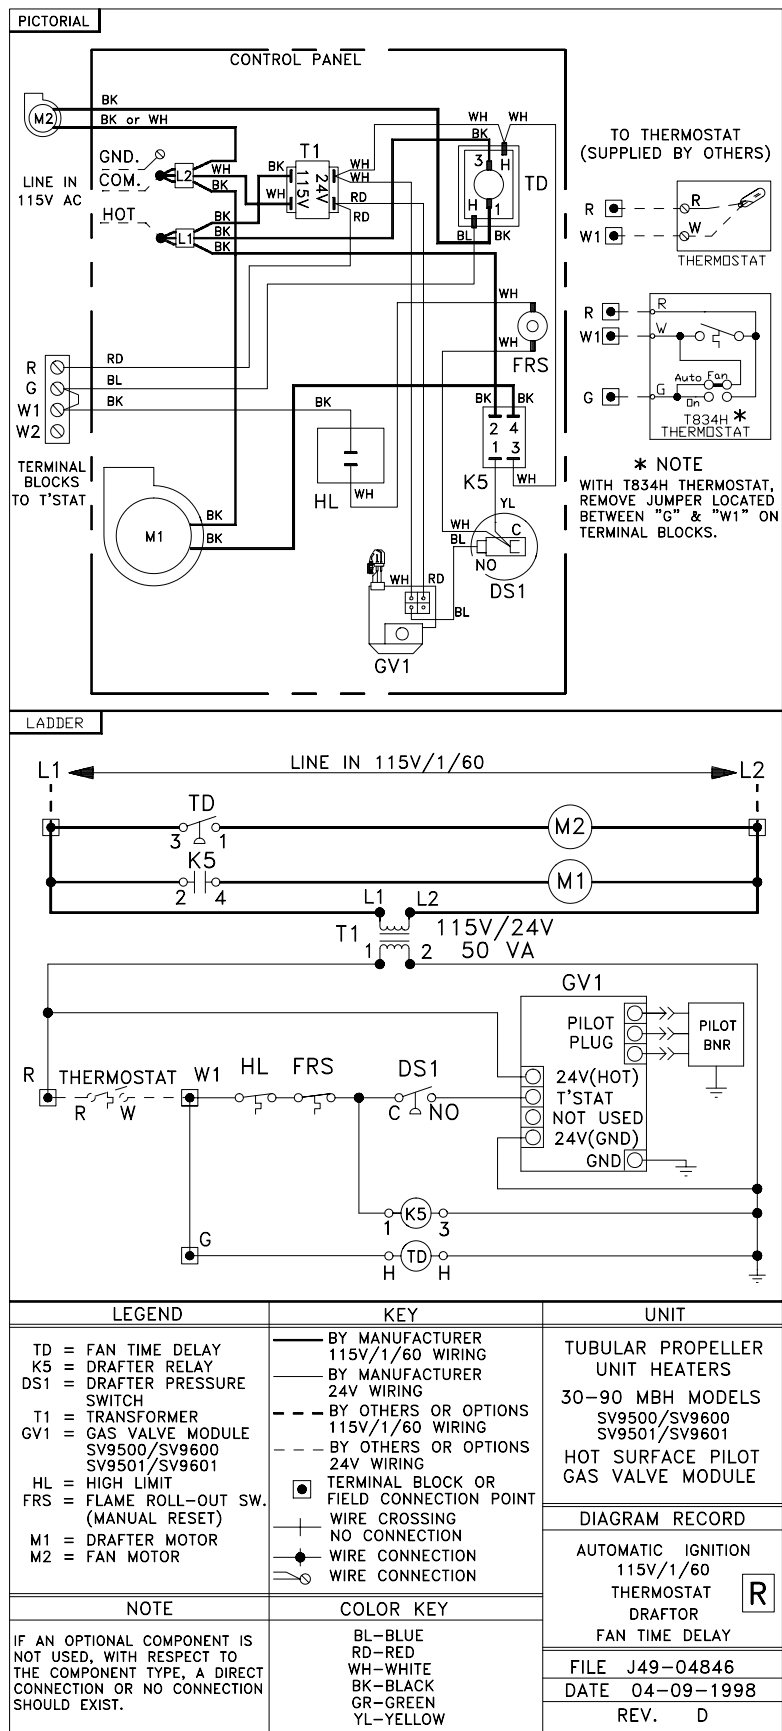 PICTORIAL
CONTROL PANEL
M2
BK
BK or WH
GND.
COM.
L2
WH
BK
LINE IN
115V AC
HOT
L1
BK
BK
BK
T1
BK
WH
115V
24V
WH
WH
RD
RD
WH
WH
BK
3
H
H
1
TD
BL
BK
TO THERMOSTAT
(SUPPLIED BY OTHERS)
R
W1
R
W
THERMOSTAT
R
W1
G
R
W
G
Auto
Fan
On
T834H *
THERMOSTAT
* NOTE
WITH T834H THERMOSTAT,
REMOVE JUMPER LOCATED
BETWEEN "G" & "W1" ON
TERMINAL BLOCKS.
WH
WH
FRS
R
G
W1
W2
RD
BL
BK
TERMINAL
BLOCKS
TO T'STAT
BK
HL
WH
BK
BK
2 4
1 3
K5
WH
YL
M1
BK
BK
WH
BL
C
NO
DS1
WH
RD
BL
GV1
LADDER
L1
LINE IN 115V/1/60
L2
TD
3
1
M2
K5
2
4
M1
L1
L2
T1
115V/24V
50 VA
1
2
GV1
PILOT
PLUG
PILOT
BNR
24V(HOT)
T'STAT
NOT USED
24V(GND)
GND
R
THERMOSTAT
R
W
W1
HL
FRS
DS1
C
NO
1
K5
3
G
H
TD
H
LEGEND
TD = FAN TIME DELAY
K5 = DRAFTER RELAY
DS1 = DRAFTER PRESSURE
SWITCH
T1 = TRANSFORMER
GV1 = GAS VALVE MODULE
SV9500/SV9600
SV9501/SV9601
HL = HIGH LIMIT
FRS = FLAME ROLL-OUT SW.
(MANUAL RESET)
M1 = DRAFTER MOTOR
M2 = FAN MOTOR
NOTE
IF AN OPTIONAL COMPONENT IS
NOT USED, WITH RESPECT TO
THE COMPONENT TYPE, A DIRECT
CONNECTION OR NO CONNECTION
SHOULD EXIST.
KEY
BY MANUFACTURER
115V/1/60 WIRING
BY MANUFACTURER
24V WIRING
BY OTHERS OR OPTIONS
115V/1/60 WIRING
BY OTHERS OR OPTIONS
24V WIRING
TERMINAL BLOCK OR
FIELD CONNECTION POINT
WIRE CROSSING
NO CONNECTION
WIRE CONNECTION
WIRE CONNECTION
COLOR KEY
BL-BLUE
RD-RED
WH-WHITE
BK-BLACK
GR-GREEN
YL-YELLOW
UNIT
TUBULAR PROPELLER
UNIT HEATERS
30-90 MBH MODELS
SV9500/SV9600
SV9501/SV9601
HOT SURFACE PILOT
GAS VALVE MODULE
DIAGRAM RECORD
AUTOMATIC IGNITION
115V/1/60
THERMOSTAT
DRAFTOR
FAN TIME DELAY
R
FILE J49-04846
DATE 04-09-1998
REV. D